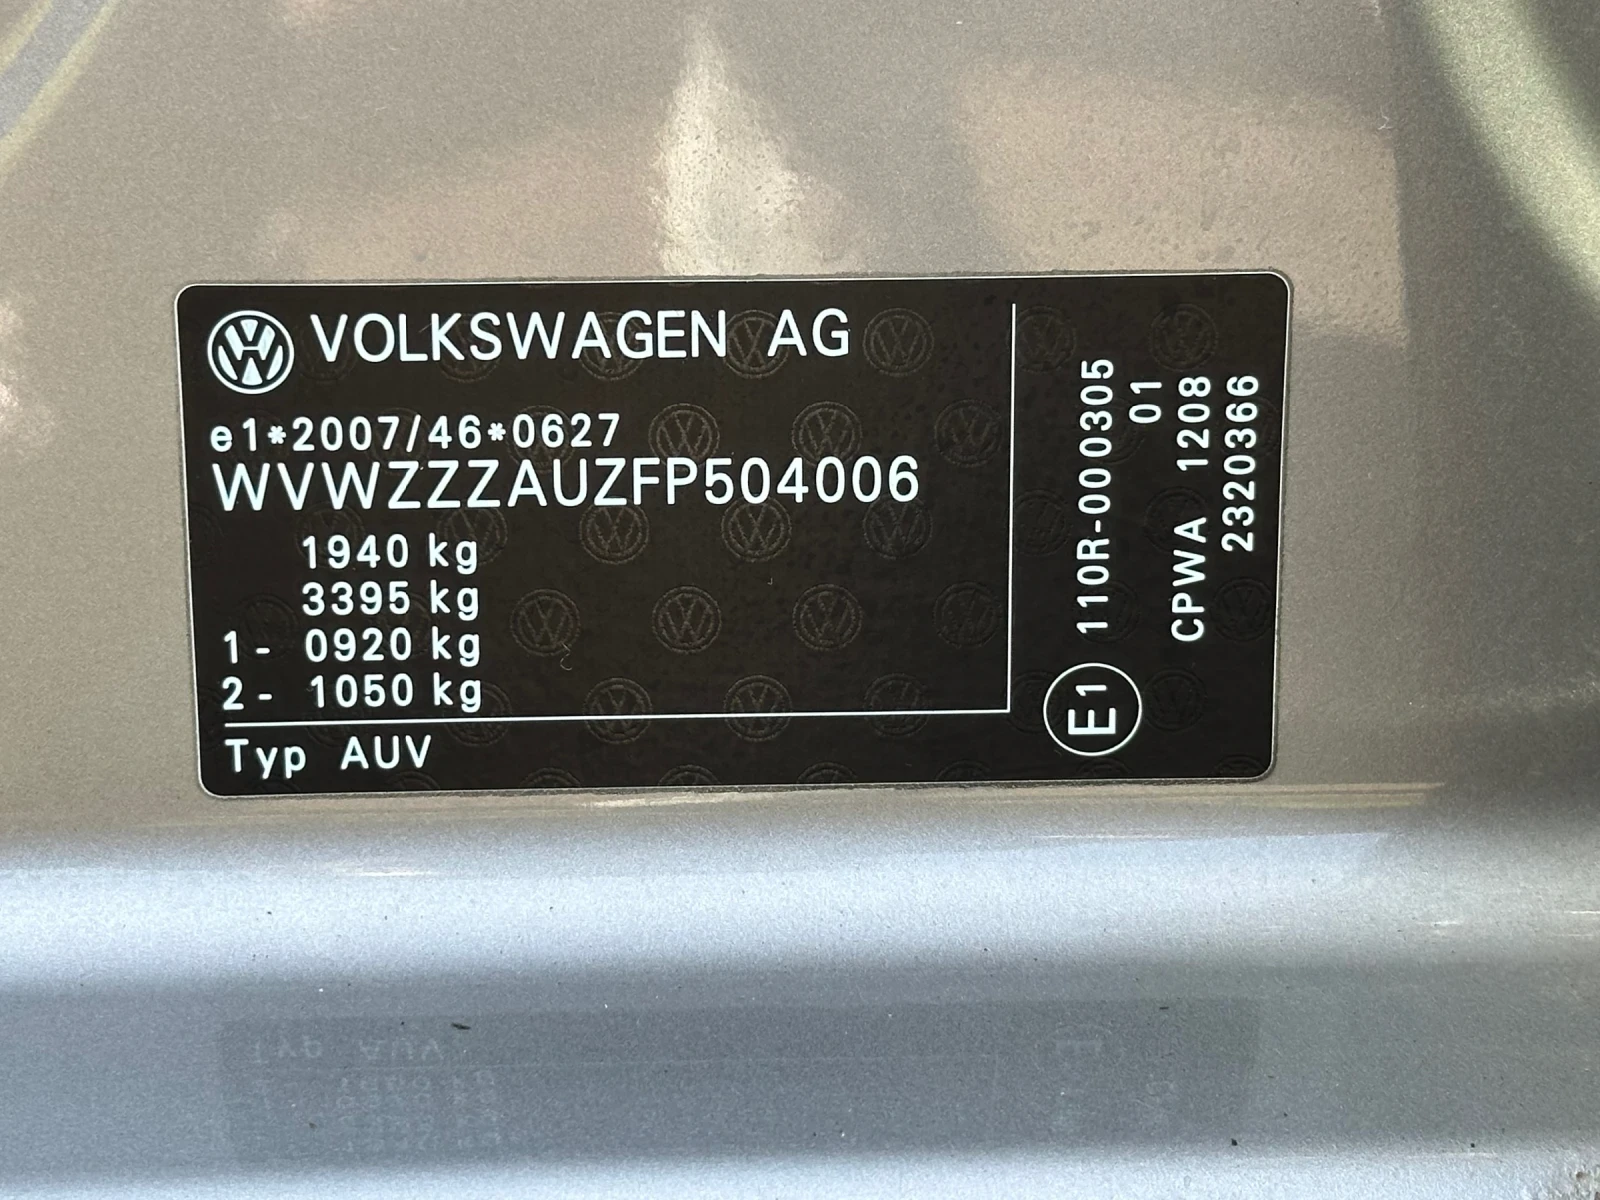 VOLKSWAGEN AG
e1*2007/46*0627
WVWZZZAUZFP504006
1940 kg
3395 kg
1- 0920 kg
2- 1050 kg
Typ AUV
E1 110R-000305
01
CPWA 1208
2320366